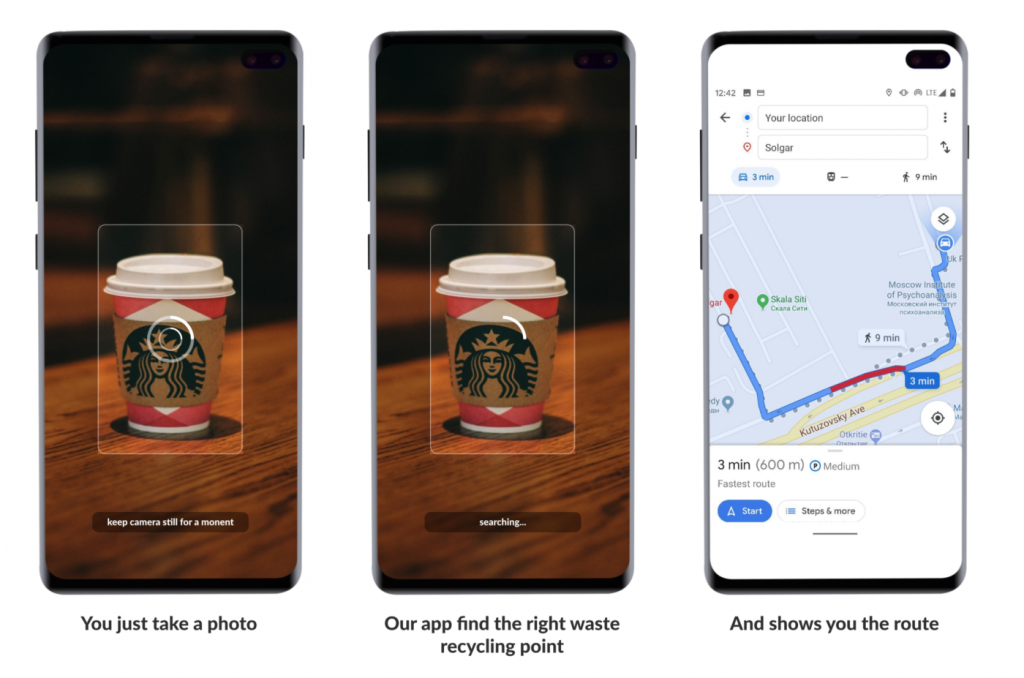 keep camera still for a monent
You just take a photo
searching...
Our app find the right waste
recycling point
12:42
LTE
Your location
Solgar
3 min
—
9 min
Uk
Moscow Institute
of Psychoanalysis
Московский институт
психоанализа
gar
Skala Siti
Скала Сити
9 min
3 min
Kutuzovsky Ave
Otkritie
Открытие
3 min (600 m) P Medium
Fastest route
Start
Steps & more
And shows you the route